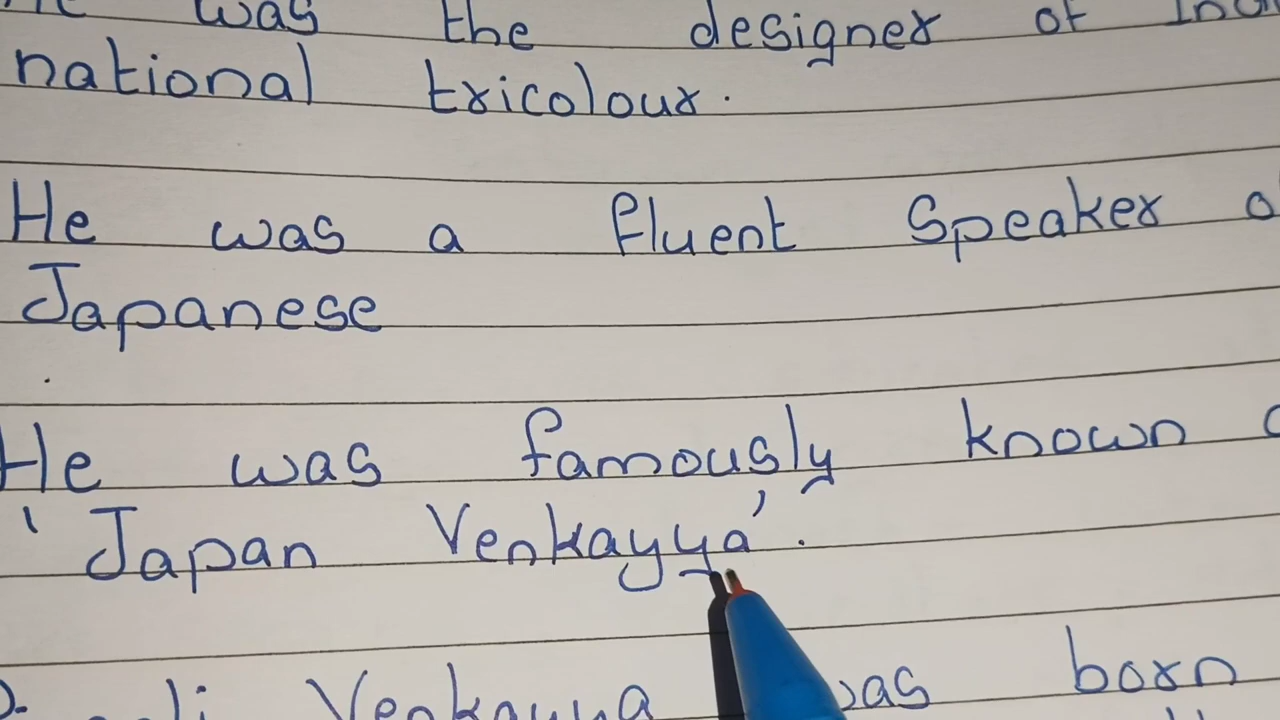 was the designer of
national tricolour.
He was a fluent Speaker
Japanese
He was famously known
'Japan Venkayya'.
Venkayya was born